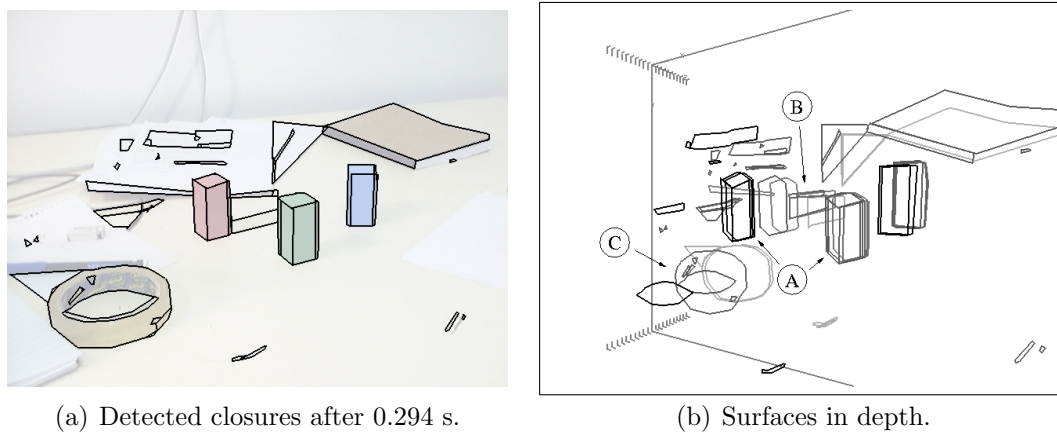 B
C
A
(a) Detected closures after 0.294 s.
(b) Surfaces in depth.